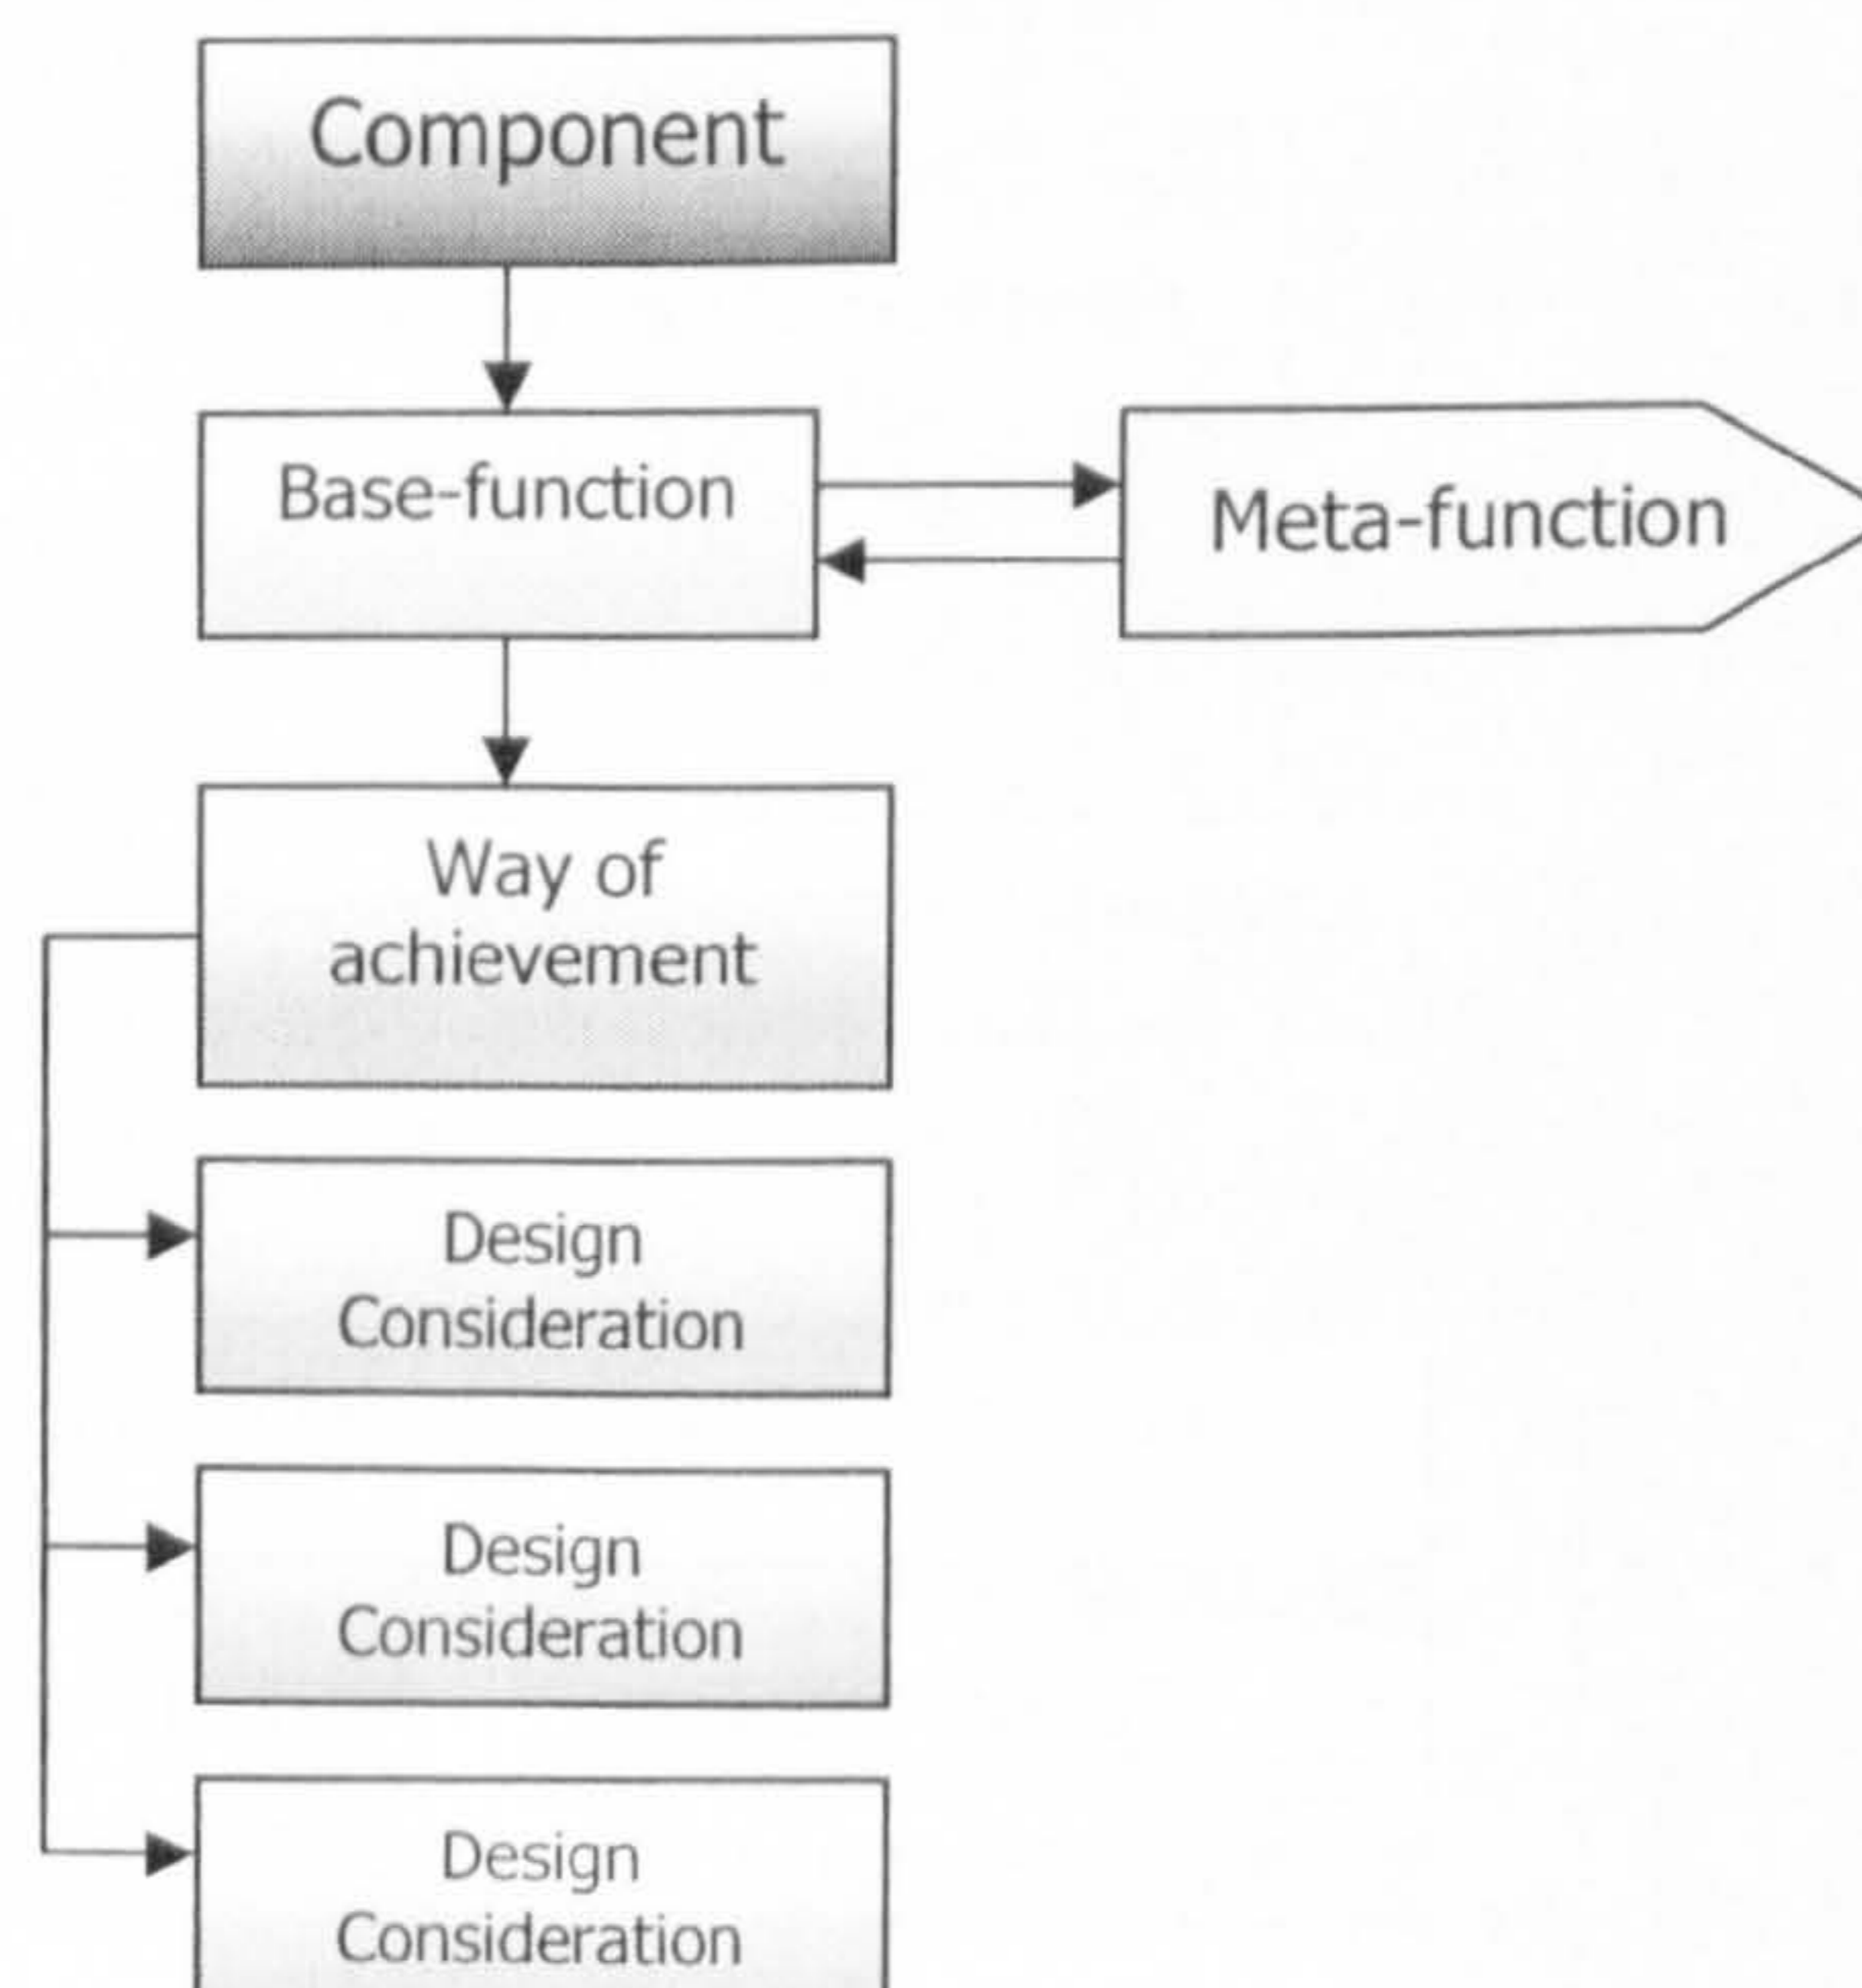 Component
Base-function
Meta-function
Way of
achievement
Design
Consideration
Design
Consideration
Design
Consideration